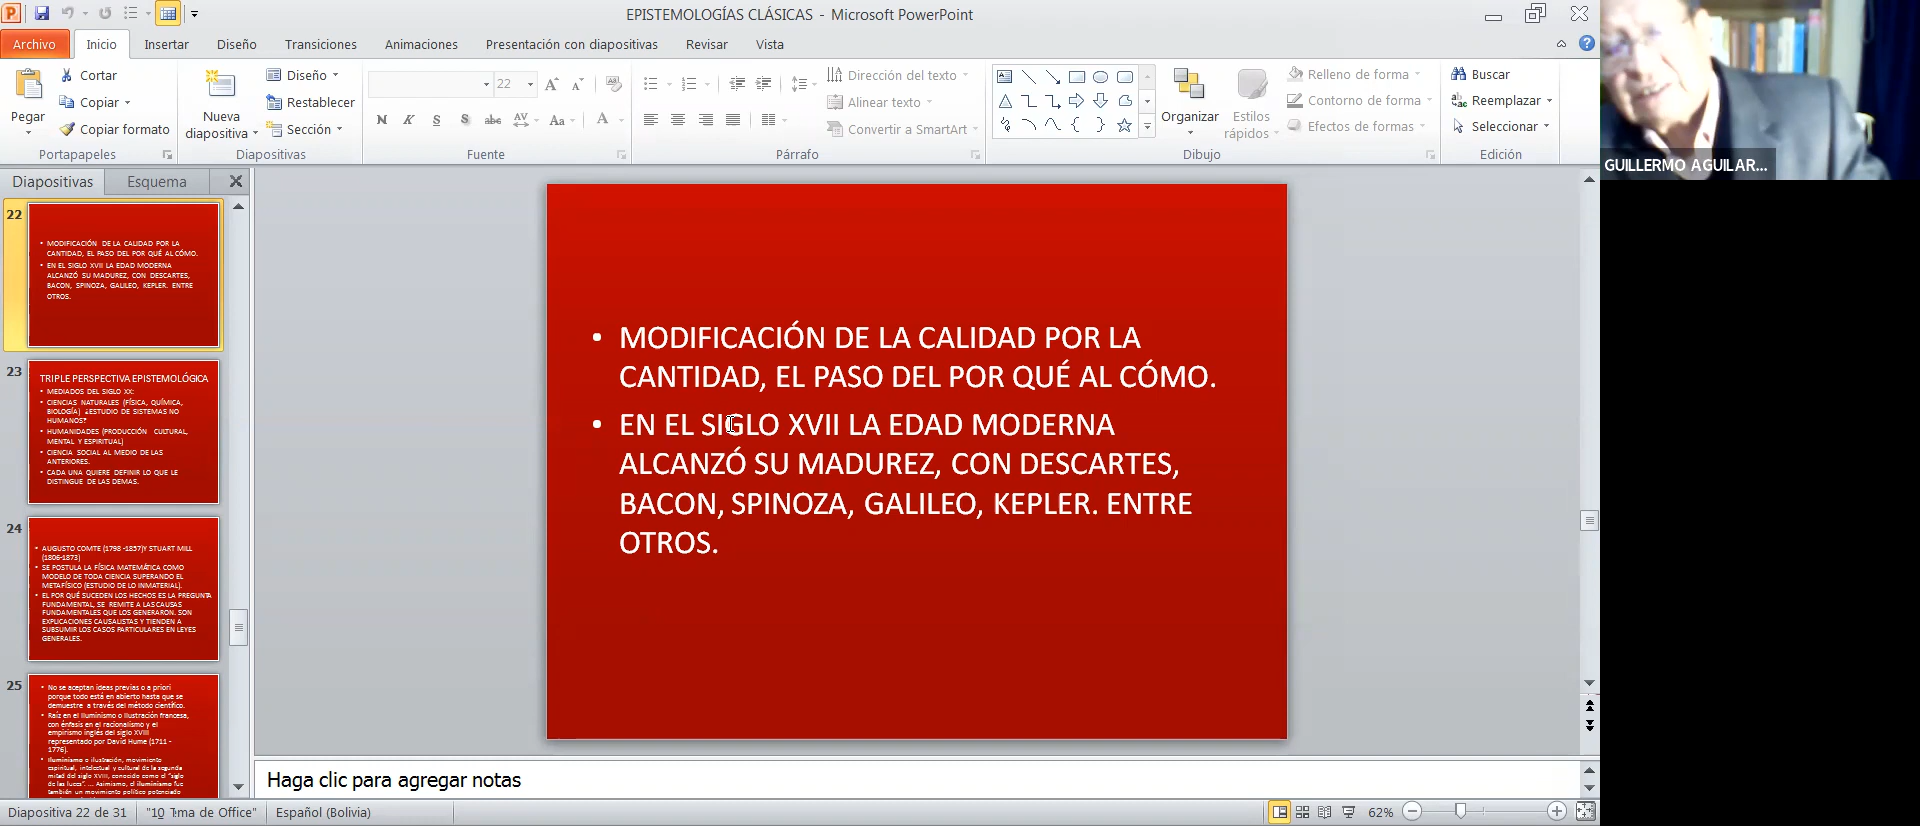 EPISTEMOLOGÍAS CLÁSICAS - Microsoft PowerPoint
Archivo Inicio Insertar Diseño Transiciones Animaciones Presentación con diapositivas Revisar Vista
Pegar
Cortar
Copiar
Copiar formato
Portapapeles
Nueva
diapositiva
Diseño
Restablecer
Sección
Diapositivas
22
N K S S abc AV Aa A
Fuente
Dirección del texto
Alinear texto
Convertir a SmartArt
Párrafo
Organizar
Estilos
rápidos
Relleno de forma
Contorno de forma
Efectos de formas
Dibujo
Buscar
Reemplazar
Seleccionar
Edición
GUILLERMO AGUILAR...
Diapositivas Esquema
22
• MODIFICACIÓN DE LA CALIDAD POR LA
CANTIDAD, EL PASO DEL POR QUÉ AL CÓMO.
• EN EL SIGLO XVII LA EDAD MODERNA
ALCANZÓ SU MADUREZ, CON DESCARTES,
BACON, SPINOZA, GALILEO, KEPLER. ENTRE
OTROS.
23
TRIPLE PERSPECTIVA EPISTEMOLÓGICA
• MEDIADOS DEL SIGLO XX:
• CIENCIAS NATURALES (FÍSICA, QUÍMICA,
BIOLOGÍA) ¿ESTUDIO DE SISTEMAS NO
HUMANOS?
• HUMANIDADES (PRODUCCIÓN CULTURAL,
MENTAL Y ESPIRITUAL)
• CIENCIA SOCIAL AL MEDIO DE LAS
ANTERIORES.
• CADA UNA QUIERE DEFINIR LO QUE LE
DISTINGUE DE LAS DEMAS.
24
• AUGUSTO COMTE (1798 -1857)Y STUART MILL
(1806-1873)
• SE POSTULA LA FÍSICA MATEMÁTICA COMO
MODELO DE TODA CIENCIA SUPERANDO EL
METAFÍSICO (ESTUDIO DE LO INMATERIAL).
• EL POR QUÉ SUCEDEN LOS HECHOS ES LA PREGUNTA
FUNDAMENTAL, SE REMITE A LAS CAUSAS
FUNDAMENTALES QUE LOS GENERARON. SON
EXPLICACIONES CAUSALISTAS Y TIENDEN A
SUBSUMIR LOS CASOS PARTICULARES EN LEYES
GENERALES.
25
• No se aceptan ideas previas o a priori
porque todo está en abierto hasta que se
demuestre a través del método científico.
• Raíz en el Iluminismo o Ilustración francesa,
con énfasis en el racionalismo y el
empirismo inglés del siglo XVIII
representado por David Hume (1711 -
1776).
• Iluminismo o ilustración, movimiento
espiritual, intelectual y cultural de la segunda
mitad del siglo XVIII, conocido como el "siglo
de las luces". ... Asimismo, el iluminismo fue
también un movimiento político potenciado
• MODIFICACIÓN DE LA CALIDAD POR LA
CANTIDAD, EL PASO DEL POR QUÉ AL CÓMO.
• EN EL SIGLO XVII LA EDAD MODERNA
ALCANZÓ SU MADUREZ, CON DESCARTES,
BACON, SPINOZA, GALILEO, KEPLER. ENTRE
OTROS.
Haga clic para agregar notas
Diapositiva 22 de 31 "10 Tema de Office" Español (Bolivia) 62%